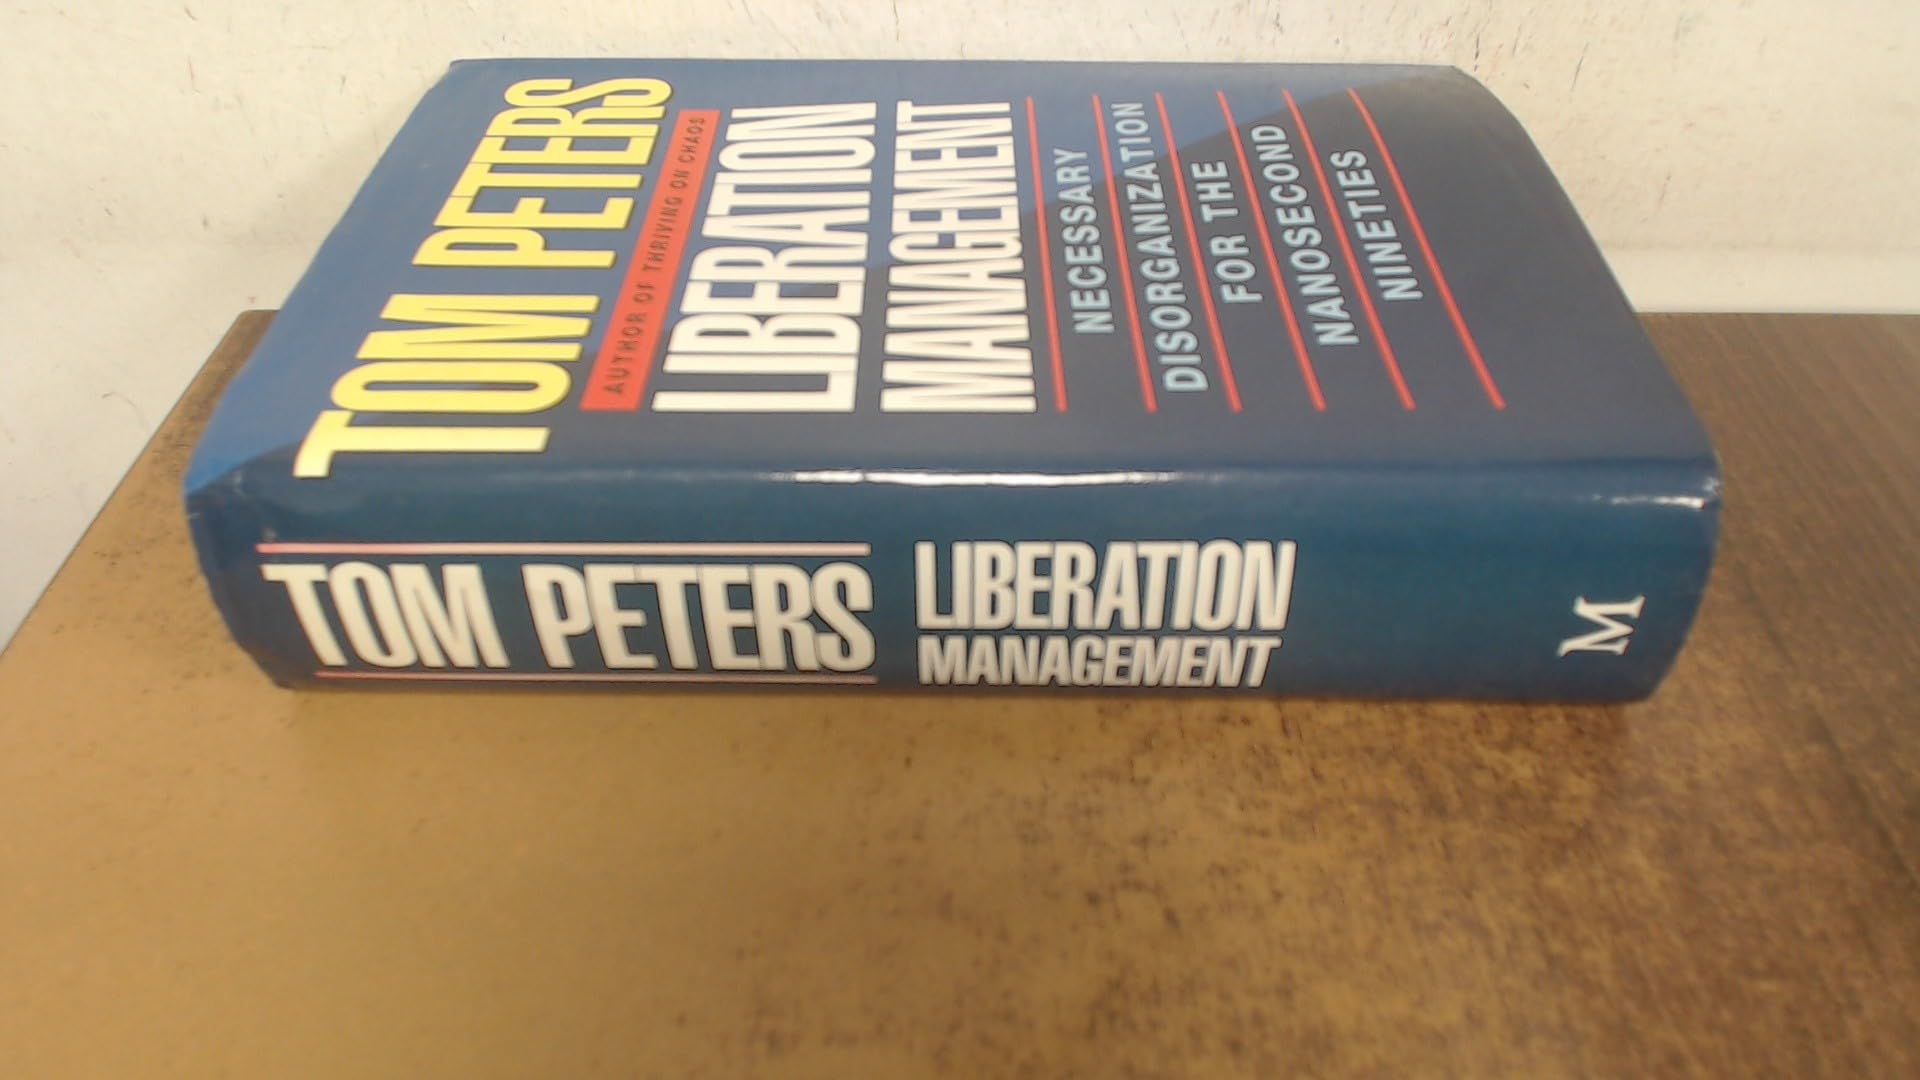 TOM PETERS
AUTHOR OF THRIVING ON CHAOS
LIBERATION
MANAGEMENT
NECESSARY
DISORGANIZATION
FOR THE
NANOSECOND
NINETIES
TOM PETERS
LIBERATION
MANAGEMENT
M